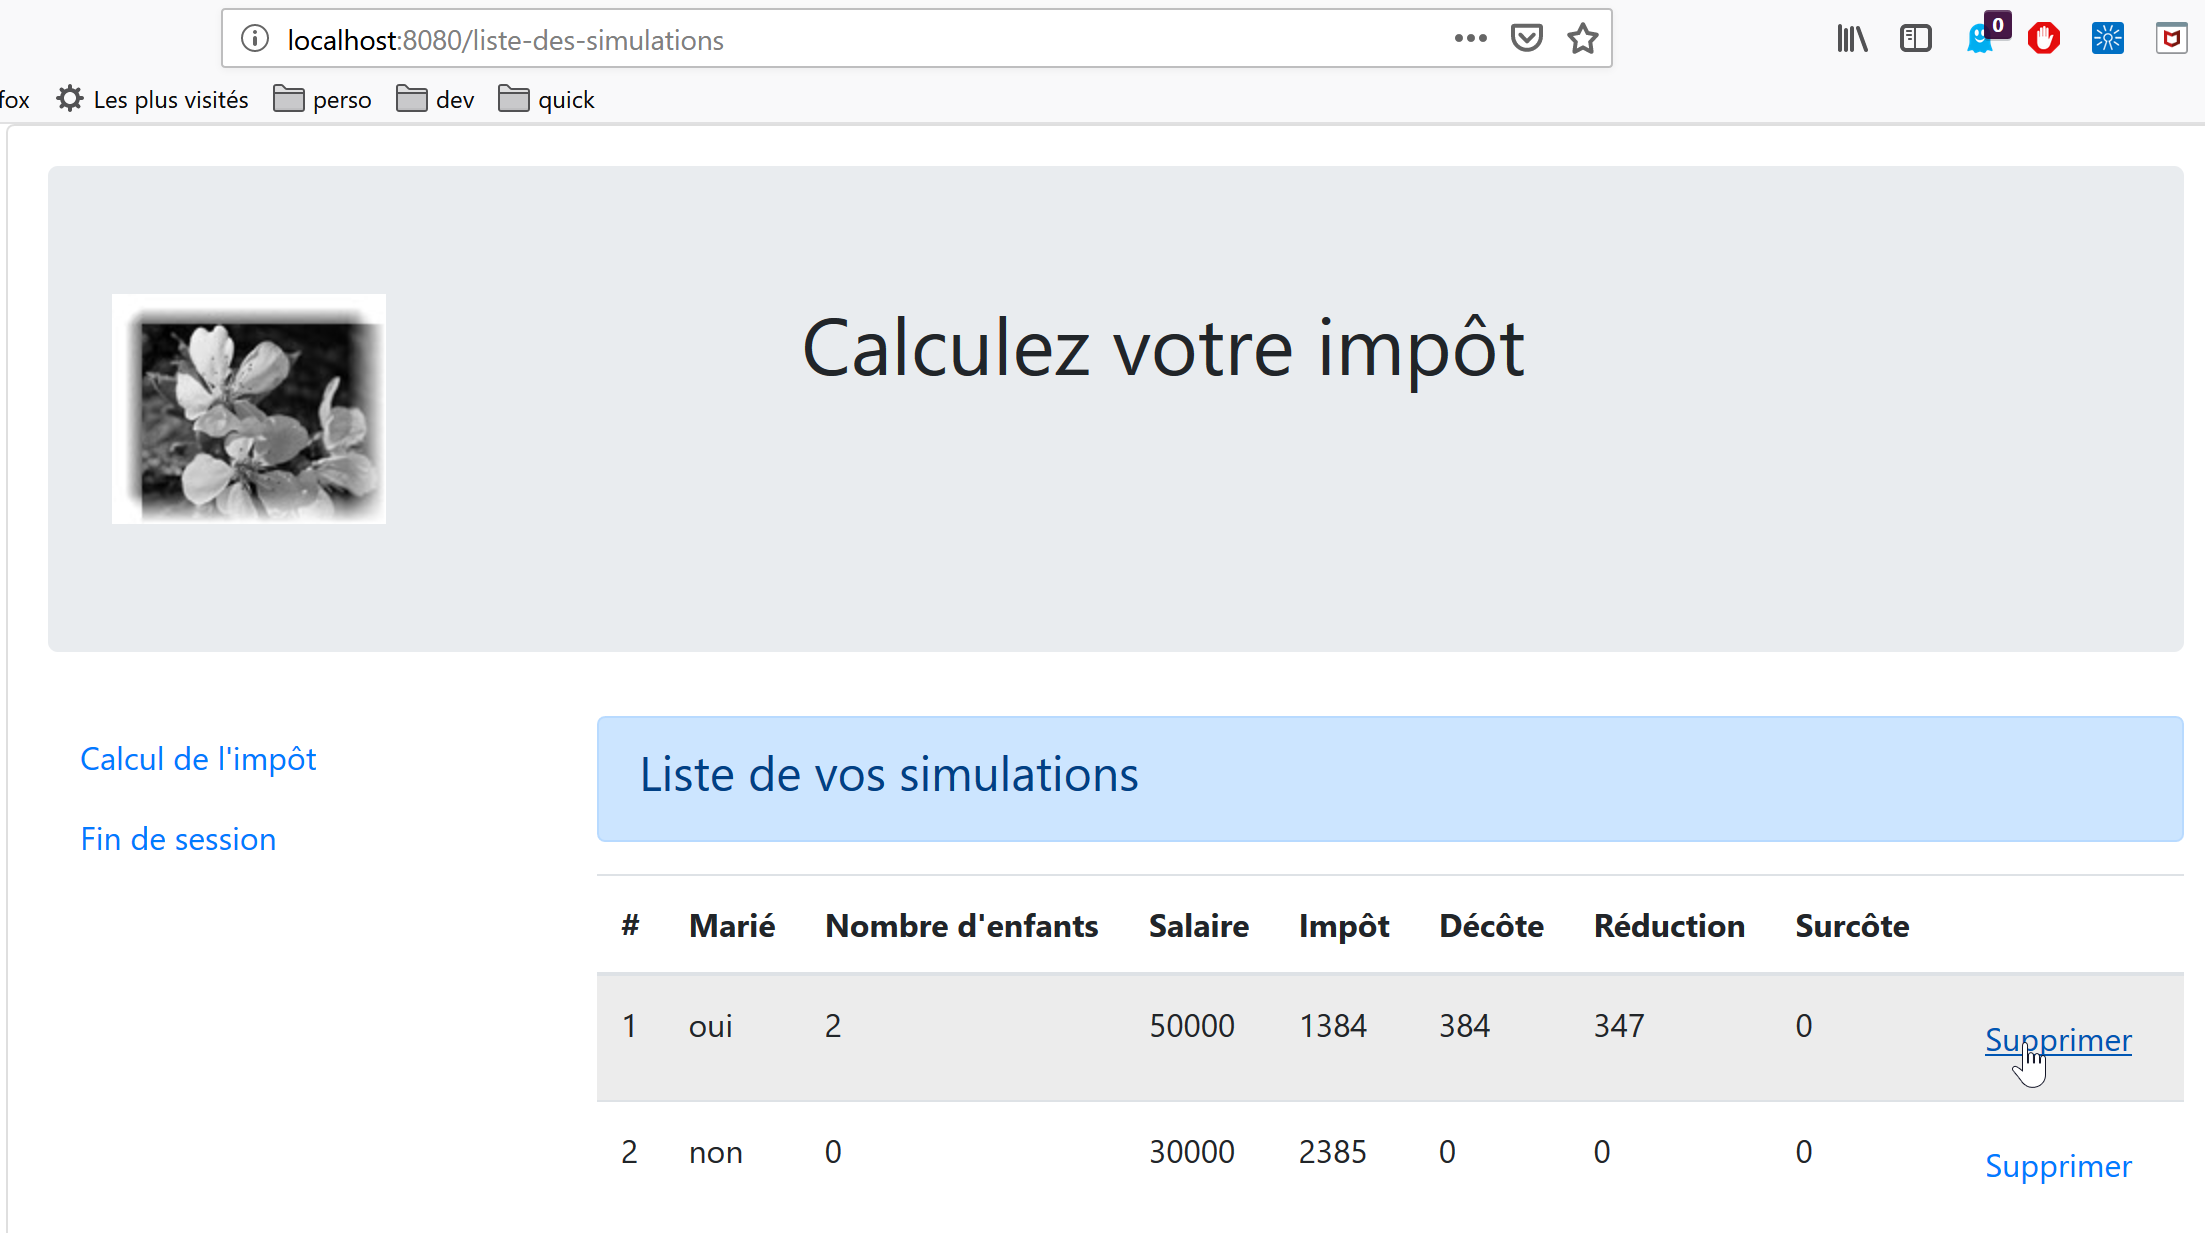 localhost:8080/liste-des-simulations
0
fox Les plus visités perso dev quick
Calculez votre impôt
Calcul de l'impôt
Fin de session
Liste de vos simulations
# Marié Nombre d'enfants Salaire Impôt Décôte Réduction Surcôte
1 oui 2 50000 1384 384 347 0 Supprimer
2 non 0 30000 2385 0 0 0 Supprimer